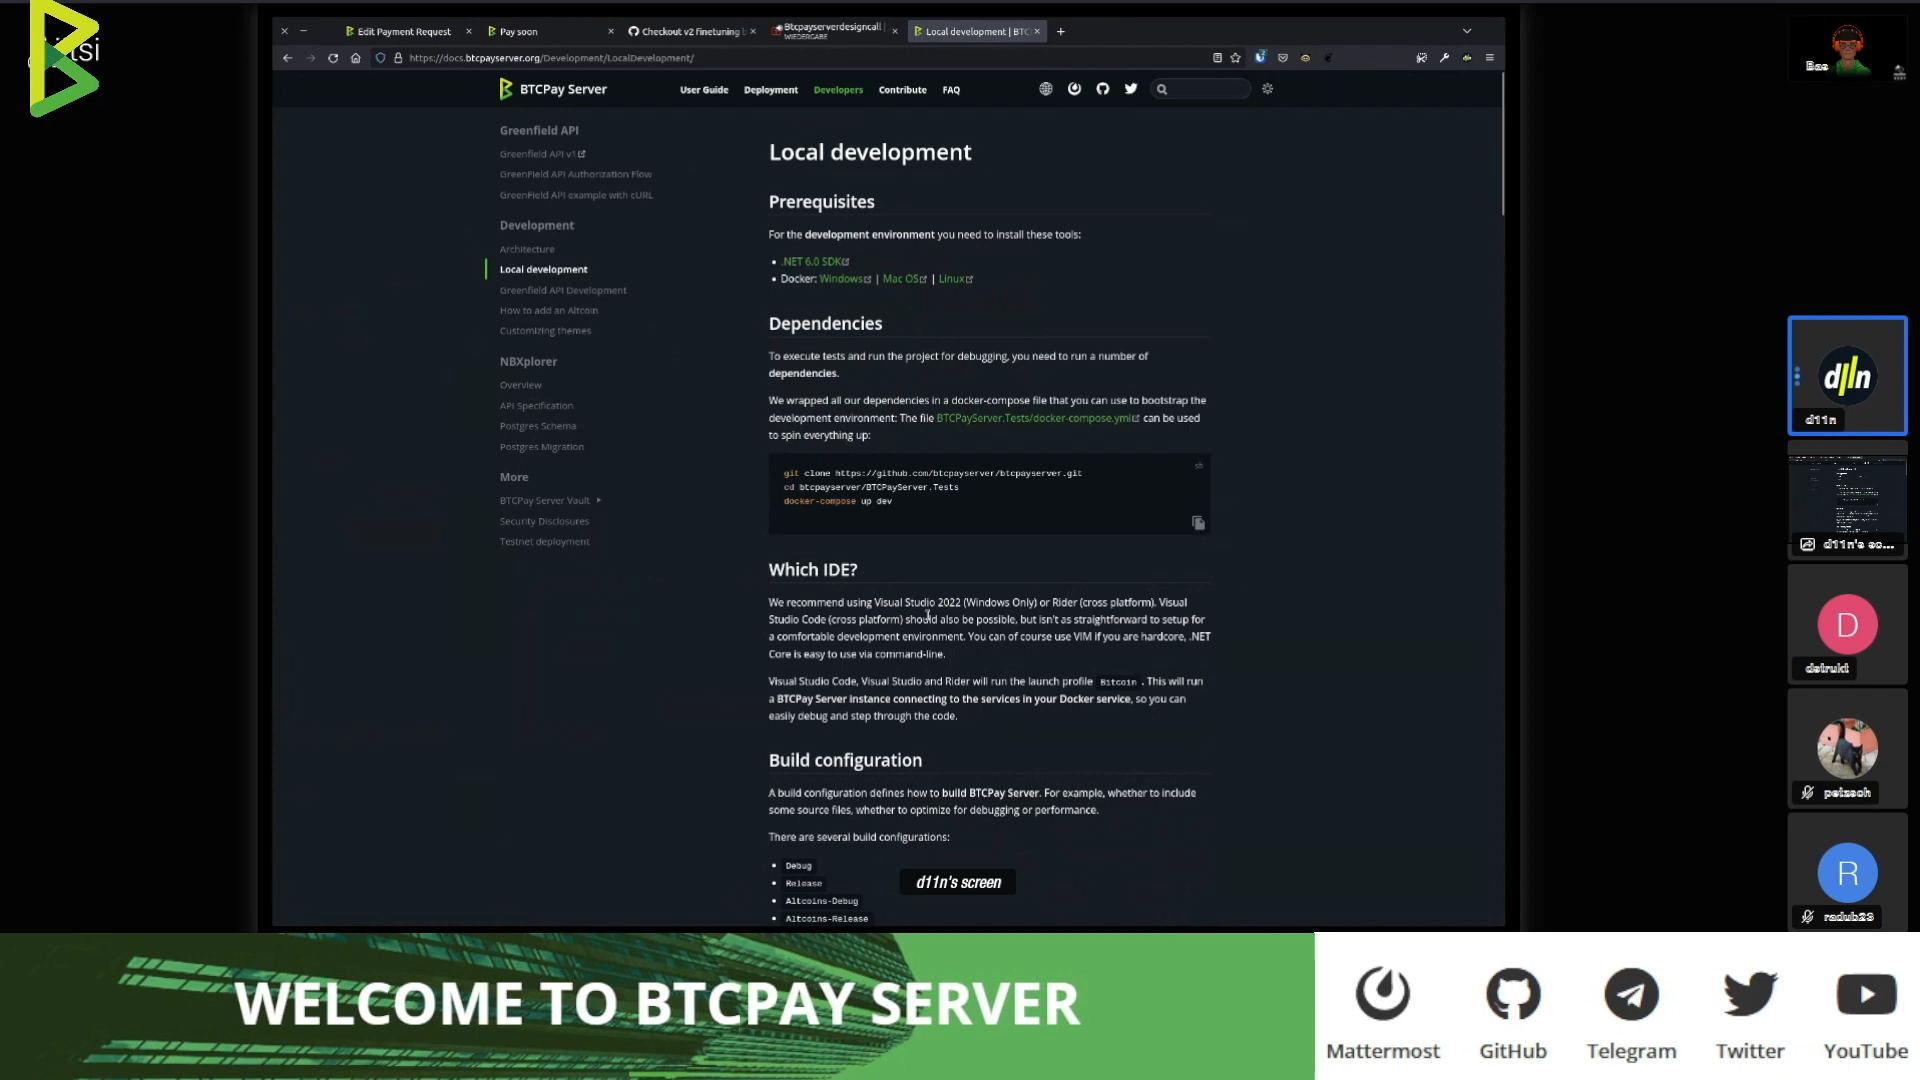 Edit Payment Request
Pay soon
Checkout v2 finetuning b
Btcpayserverdesigncall
WIEDERGABE
Local development | BTC
https://docs.btcpayserver.org/Development/LocalDevelopment/
BTCPay Server
User Guide
Deployment
Developers
Contribute
FAQ
Greenfield API
Greenfield API v1
GreenField API Authorization Flow
GreenField API example with cURL
Development
Architecture
Local development
Greenfield API Development
How to add an Altcoin
Customizing themes
NBXplorer
Overview
API Specification
Postgres Schema
Postgres Migration
More
BTCPay Server Vault
Security Disclosures
Testnet deployment
Local development
Prerequisites
For the development environment you need to install these tools:
• .NET 6.0 SDK
• Docker: Windows | Mac OS | Linux
Dependencies
To execute tests and run the project for debugging, you need to run a number of
dependencies.
We wrapped all our dependencies in a docker-compose file that you can use to bootstrap the
development environment: The file BTCPayServer.Tests/docker-compose.yml can be used
to spin everything up:
sh
git clone https://github.com/btcpayserver/btcpayserver.git
cd btcpayserver/BTCPayServer.Tests
docker-compose up dev
Which IDE?
We recommend using Visual Studio 2022 (Windows Only) or Rider (cross platform). Visual
Studio Code (cross platform) should also be possible, but isn't as straightforward to setup for
a comfortable development environment. You can of course use VIM if you are hardcore, .NET
Core is easy to use via command-line.
Visual Studio Code, Visual Studio and Rider will run the launch profile Bitcoin . This will run
a BTCPay Server instance connecting to the services in your Docker service, so you can
easily debug and step through the code.
Build configuration
A build configuration defines how to build BTCPay Server. For example, whether to include
some source files, whether to optimize for debugging or performance.
There are several build configurations:
• Debug
• Release
• Altcoins-Debug
• Altcoins-Release
d11n's screen
Bas
d11n
d11n
d11n's sc...
D
detrukt
petzsch
R
radub23
WELCOME TO BTCPAY SERVER
Mattermost
GitHub
Telegram
Twitter
YouTube